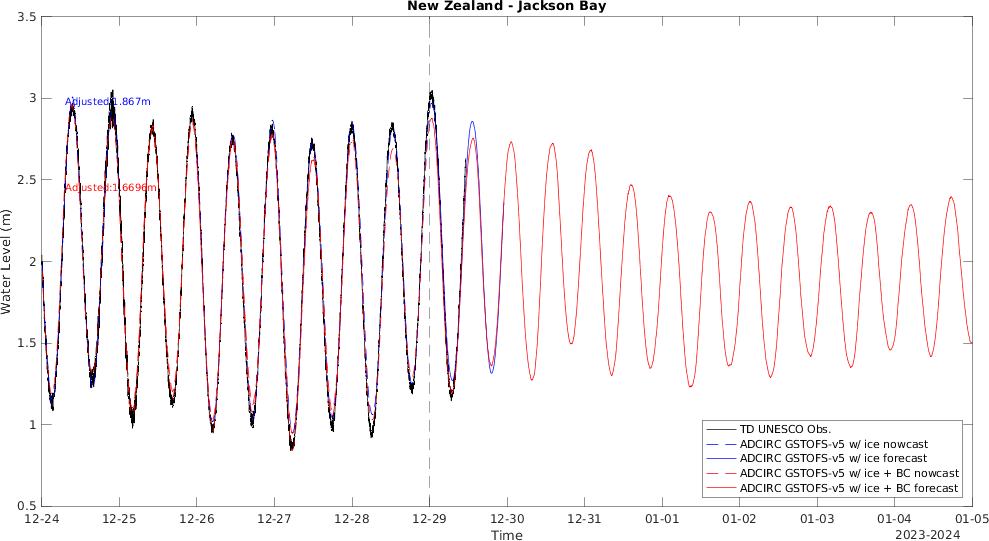 New Zealand - Jackson Bay
3.5
3
2.5
2
1.5
1
0.5
Water Level (m)
Adjusted:1.867m
Adjusted:1.6696m
TD UNESCO Obs.
ADCIRC GSTOFS-v5 w/ ice nowcast
ADCIRC GSTOFS-v5 w/ ice forecast
ADCIRC GSTOFS-v5 w/ ice + BC nowcast
ADCIRC GSTOFS-v5 w/ ice + BC forecast
12-24 12-25 12-26 12-27 12-28 12-29 12-30 12-31 01-01 01-02 01-03 01-04 01-05
Time
2023-2024